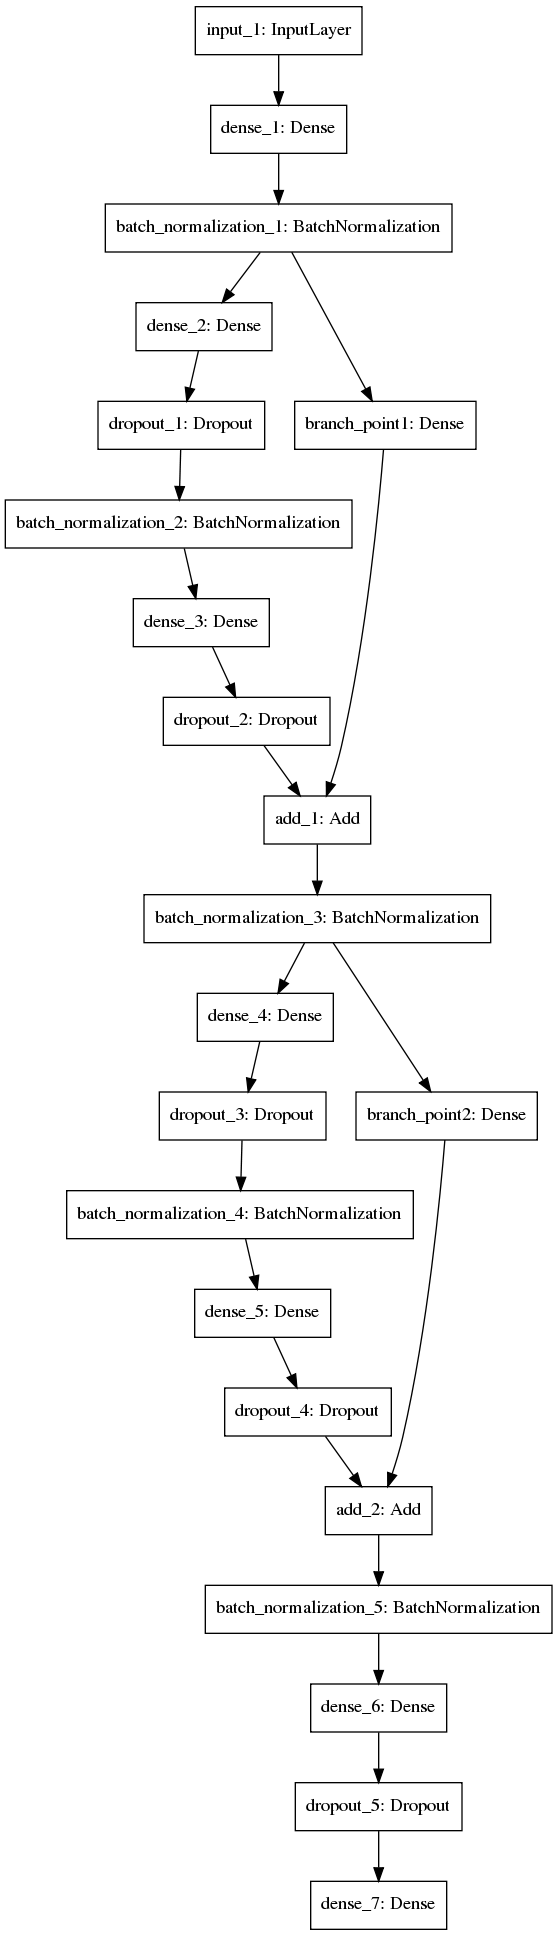 input_1: InputLayer
dense_1: Dense
batch_normalization_1: BatchNormalization
dense_2: Dense
dropout_1: Dropout
branch_point1: Dense
batch_normalization_2: BatchNormalization
dense_3: Dense
dropout_2: Dropout
add_1: Add
batch_normalization_3: BatchNormalization
dense_4: Dense
dropout_3: Dropout
branch_point2: Dense
batch_normalization_4: BatchNormalization
dense_5: Dense
dropout_4: Dropout
add_2: Add
batch_normalization_5: BatchNormalization
dense_6: Dense
dropout_5: Dropout
dense_7: Dense